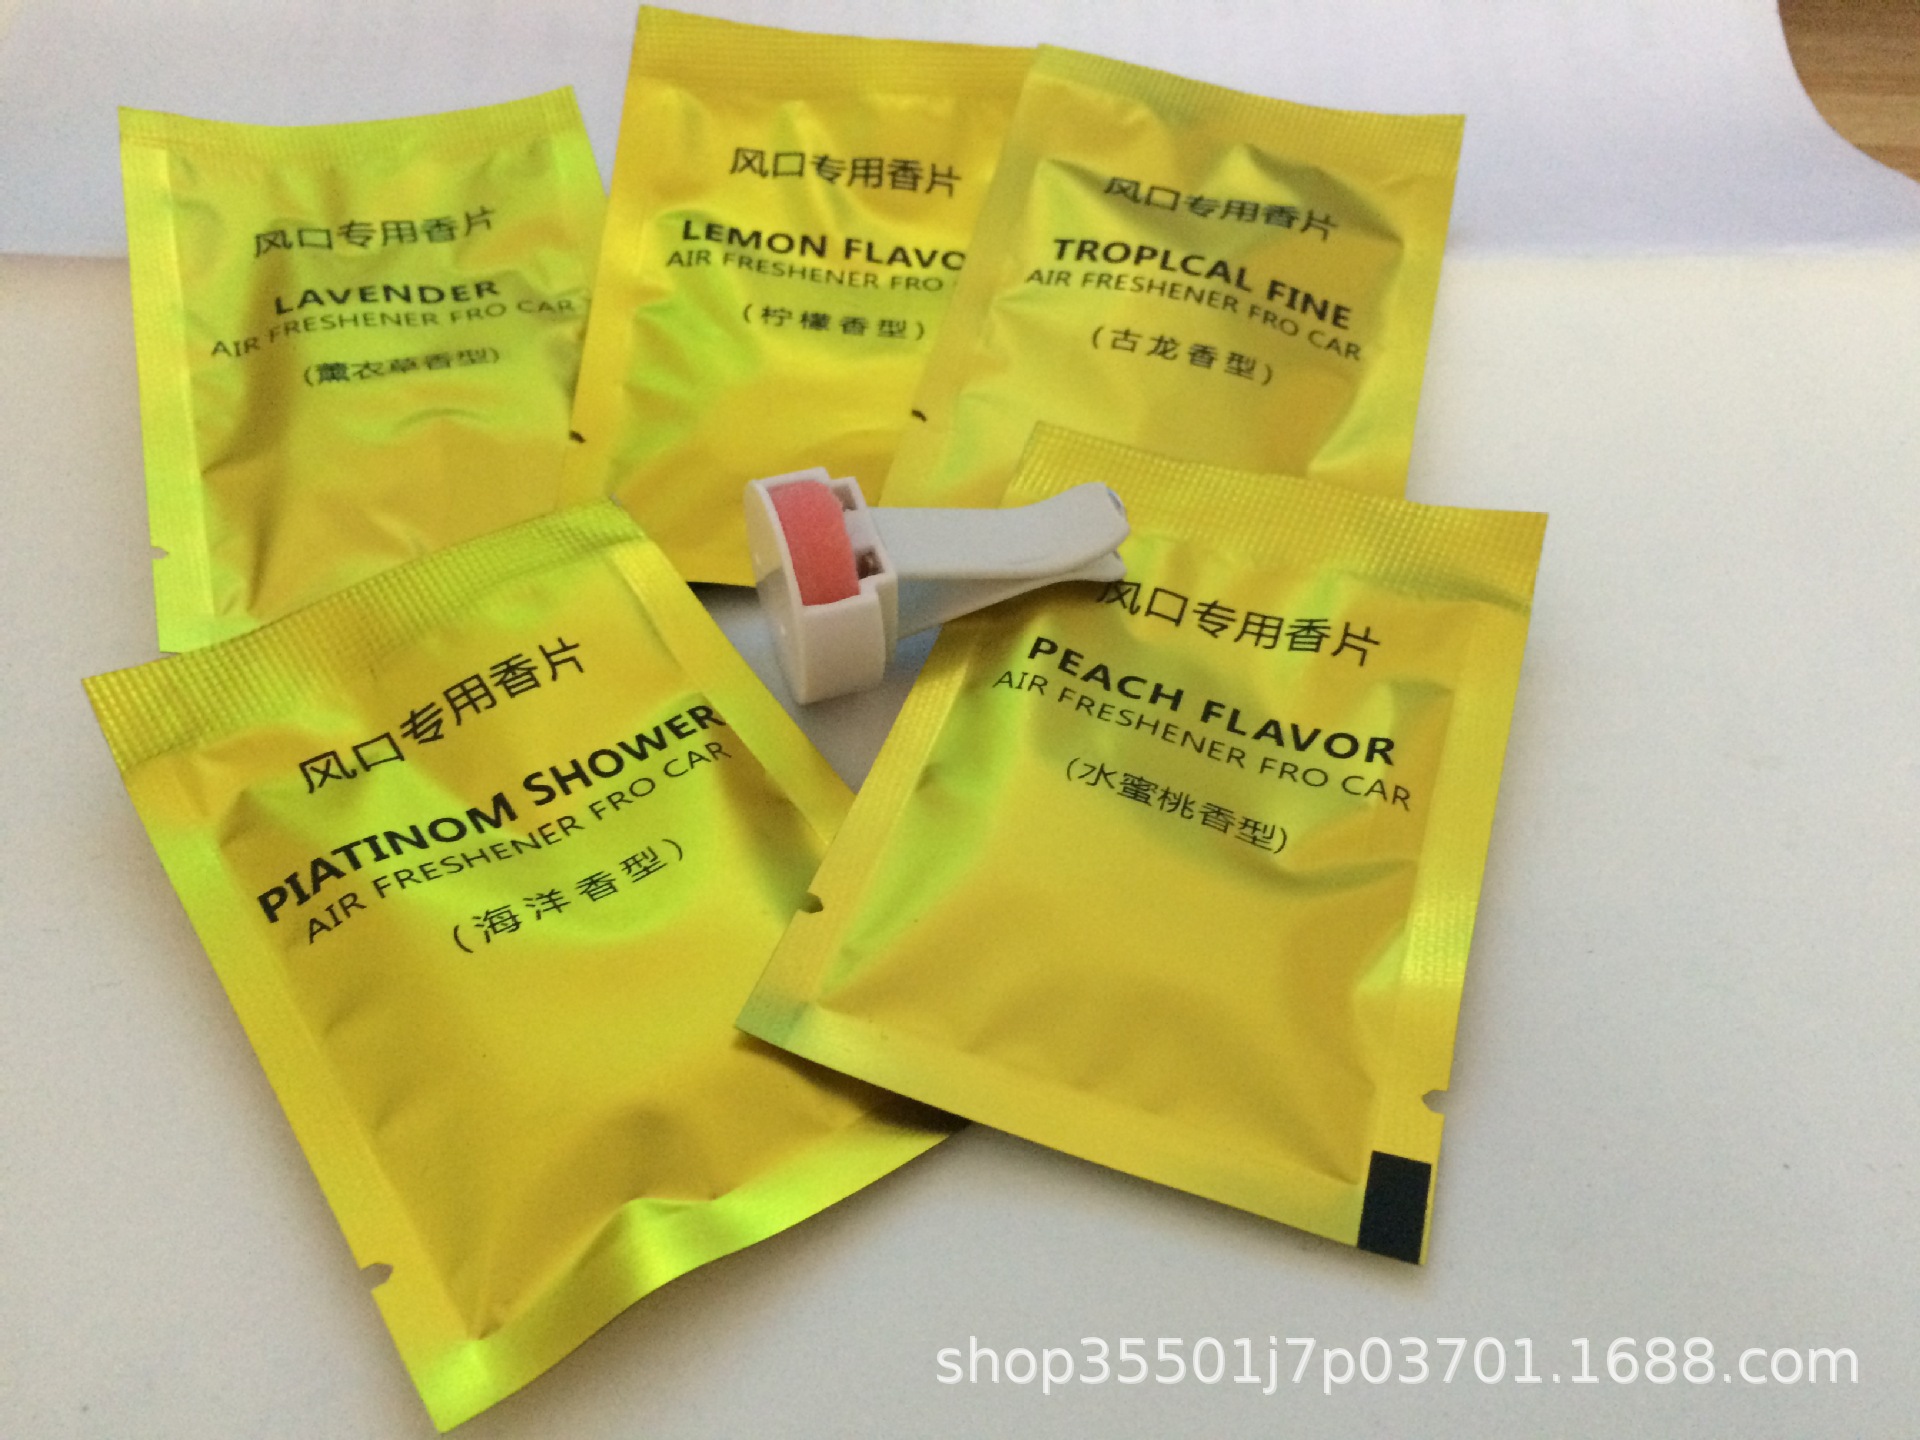 风口专用香片
LAVENDER
AIR FRESHENER FRO CAR
(薰衣草香型)
风口专用香片
LEMON FLAVO
AIR FRESHENER FRO
(柠檬香型)
风口专用香片
TROPLCAL FINE
AIR FRESHENER FRO CAR
(古龙香型)
风口专用香片
PIATINOM SHOWER
AIR FRESHENER FRO CAR
(海洋香型)
风口专用香片
PEACH FLAVOR
AIR FRESHENER FRO CAR
(水蜜桃香型)
shop35501j7p03701.1688.com